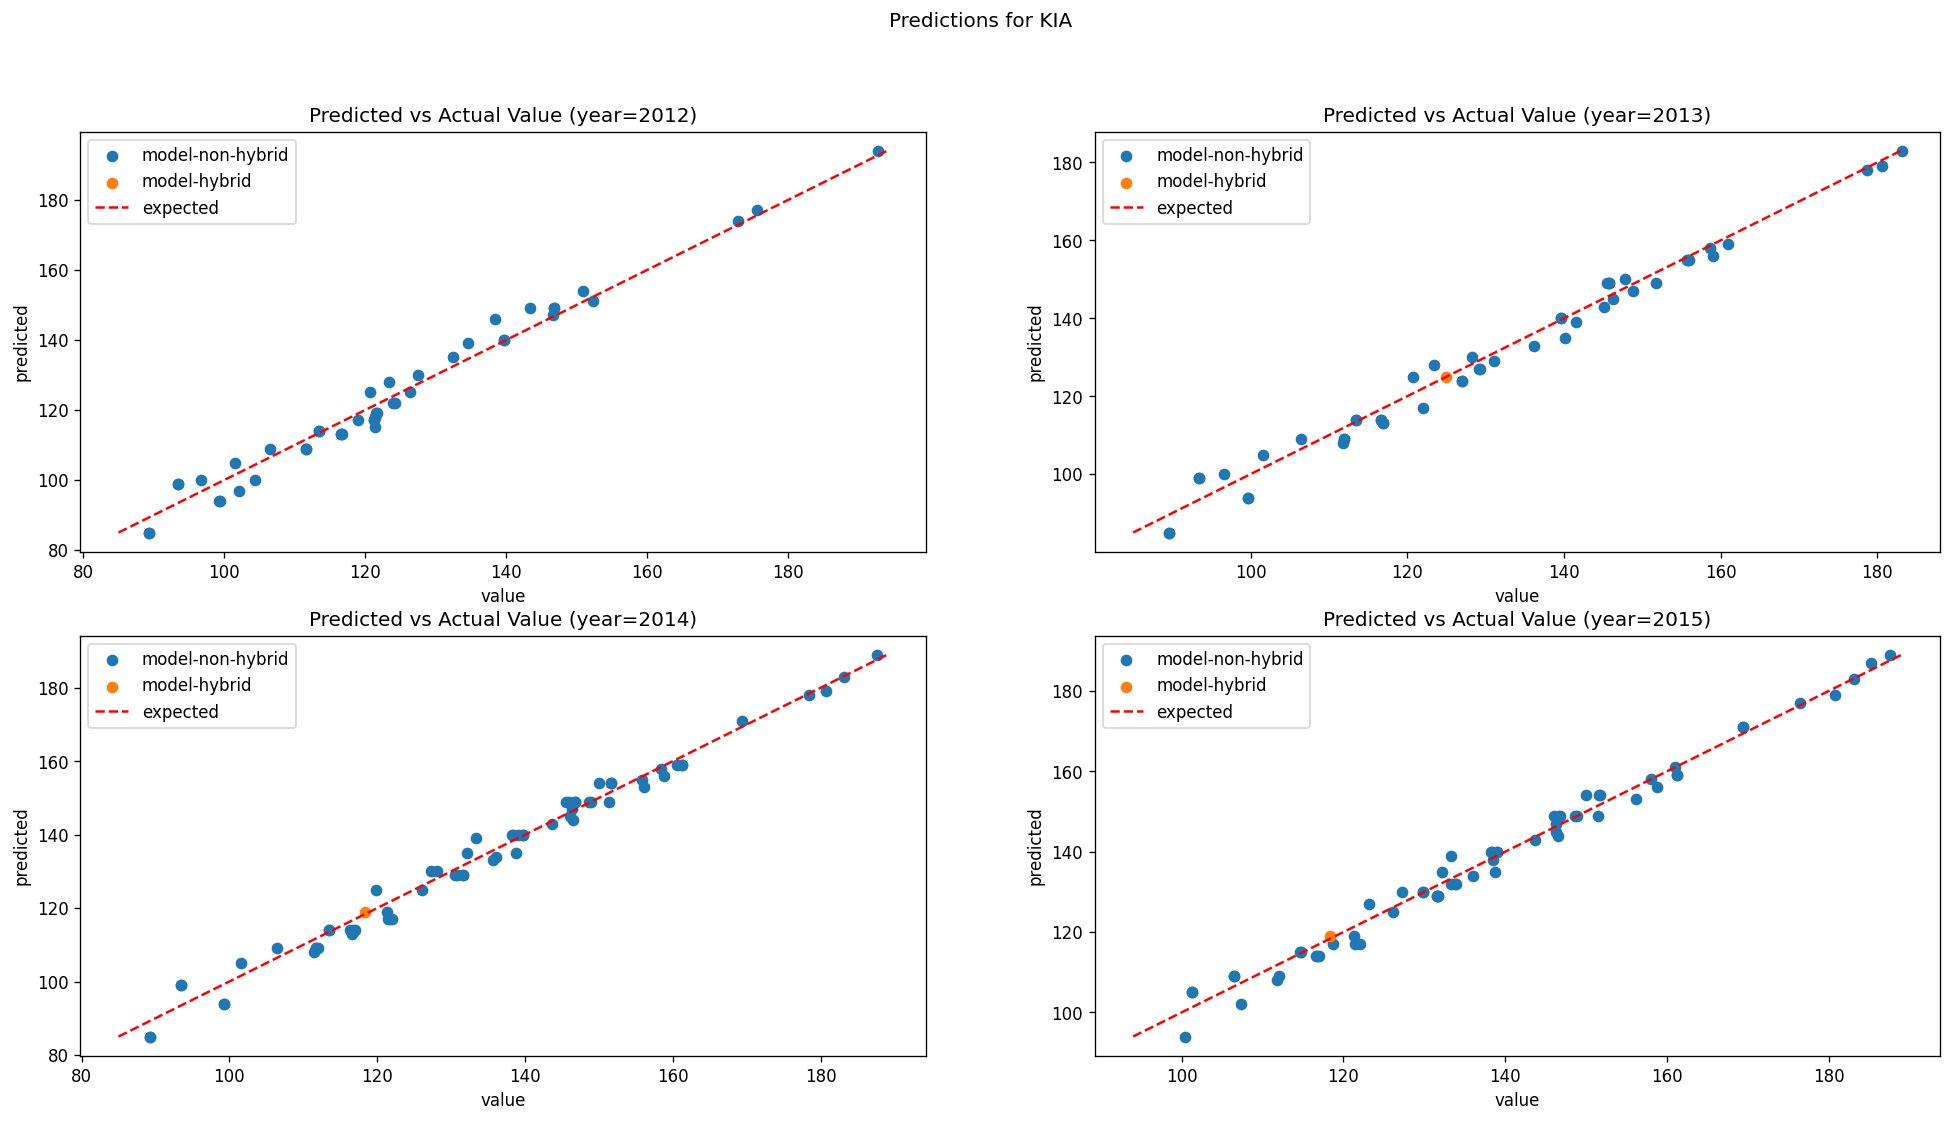 Predictions for KIA
Predicted vs Actual Value (year=2012)
model-non-hybrid
model-hybrid
expected
predicted
180
160
140
120
100
80
80 100 120 140 160 180
value
Predicted vs Actual Value (year=2013)
model-non-hybrid
model-hybrid
expected
predicted
180
160
140
120
100
100 120 140 160 180
value
Predicted vs Actual Value (year=2014)
model-non-hybrid
model-hybrid
expected
predicted
180
160
140
120
100
80
80 100 120 140 160 180
value
Predicted vs Actual Value (year=2015)
model-non-hybrid
model-hybrid
expected
predicted
180
160
140
120
100
100 120 140 160 180
value